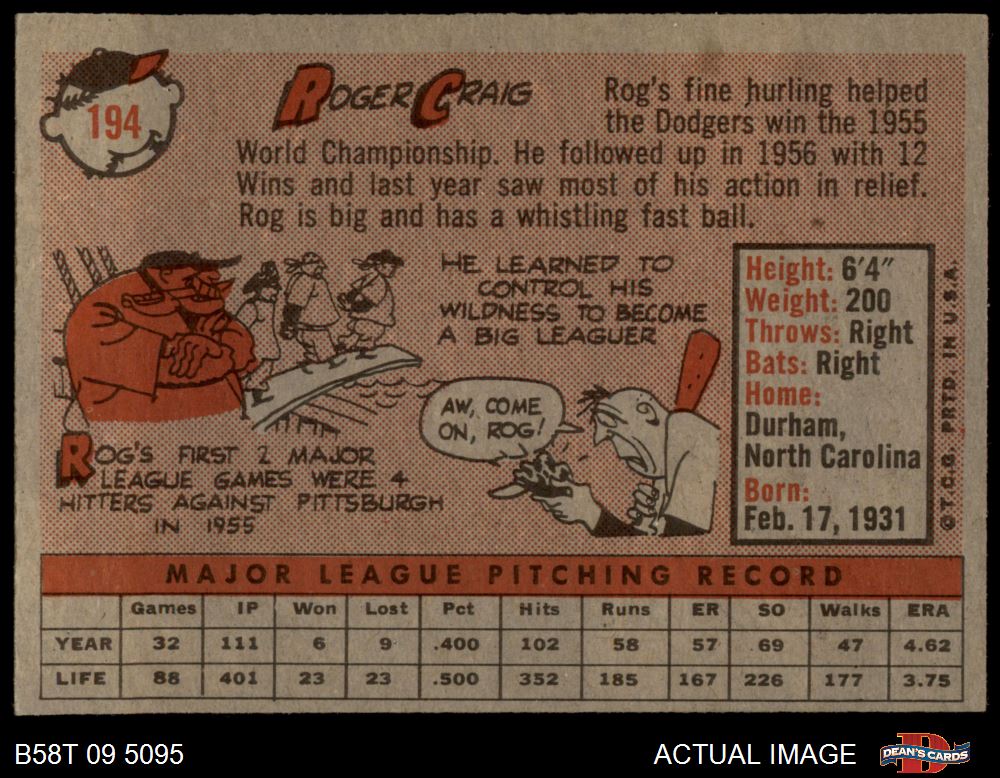 194
ROGER CRAIG
Rog's fine hurling helped
the Dodgers win the 1955
World Championship. He followed up in 1956 with 12
Wins and last year saw most of his action in relief.
Rog is big and has a whistling fast ball.
HE LEARNED TO
CONTROL HIS
WILDNESS TO BECOME
A BIG LEAGUER
AW, COME
ON, ROG!
ROG'S FIRST 2 MAJOR
LEAGUE GAMES WERE 4
HITTERS AGAINST PITTSBURGH
IN 1955
Height: 6'4"
Weight: 200
Throws: Right
Bats: Right
Home:
Durham,
North Carolina
Born:
Feb. 17, 1931
©T.C.G. PRTD. IN U.S.A.
MAJOR LEAGUE PITCHING RECORD
Games IP Won Lost Pct Hits Runs ER SO Walks ERA
YEAR 32 111 6 9 .400 102 58 57 69 47 4.62
LIFE 88 401 23 23 .500 352 185 167 226 177 3.75
B58T 09 5095
ACTUAL IMAGE
DEAN'S CARDS